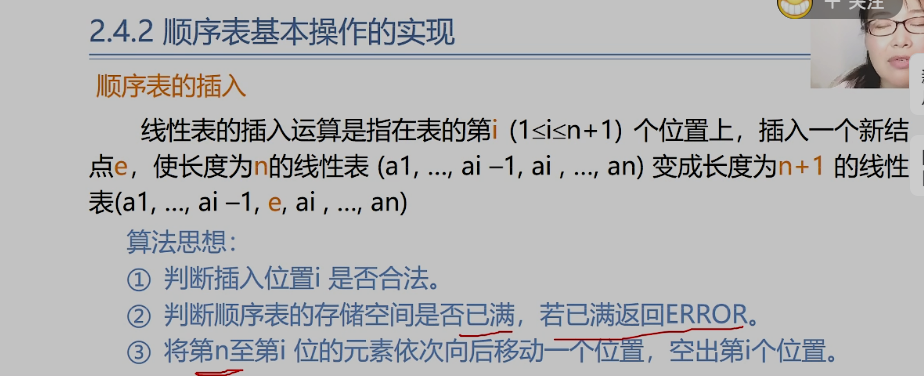 + 关注
2.4.2 顺序表基本操作的实现
顺序表的插入
线性表的插入运算是指在表的第i (1≤i≤n+1) 个位置上，插入一个新结
点e，使长度为n的线性表 (a1, …, ai –1, ai , …, an) 变成长度为n+1 的线性
表(a1, …, ai –1, e, ai , …, an)
算法思想：
① 判断插入位置i 是否合法。
② 判断顺序表的存储空间是否已满，若已满返回ERROR。
③ 将第n至第i 位的元素依次向后移动一个位置，空出第i个位置。